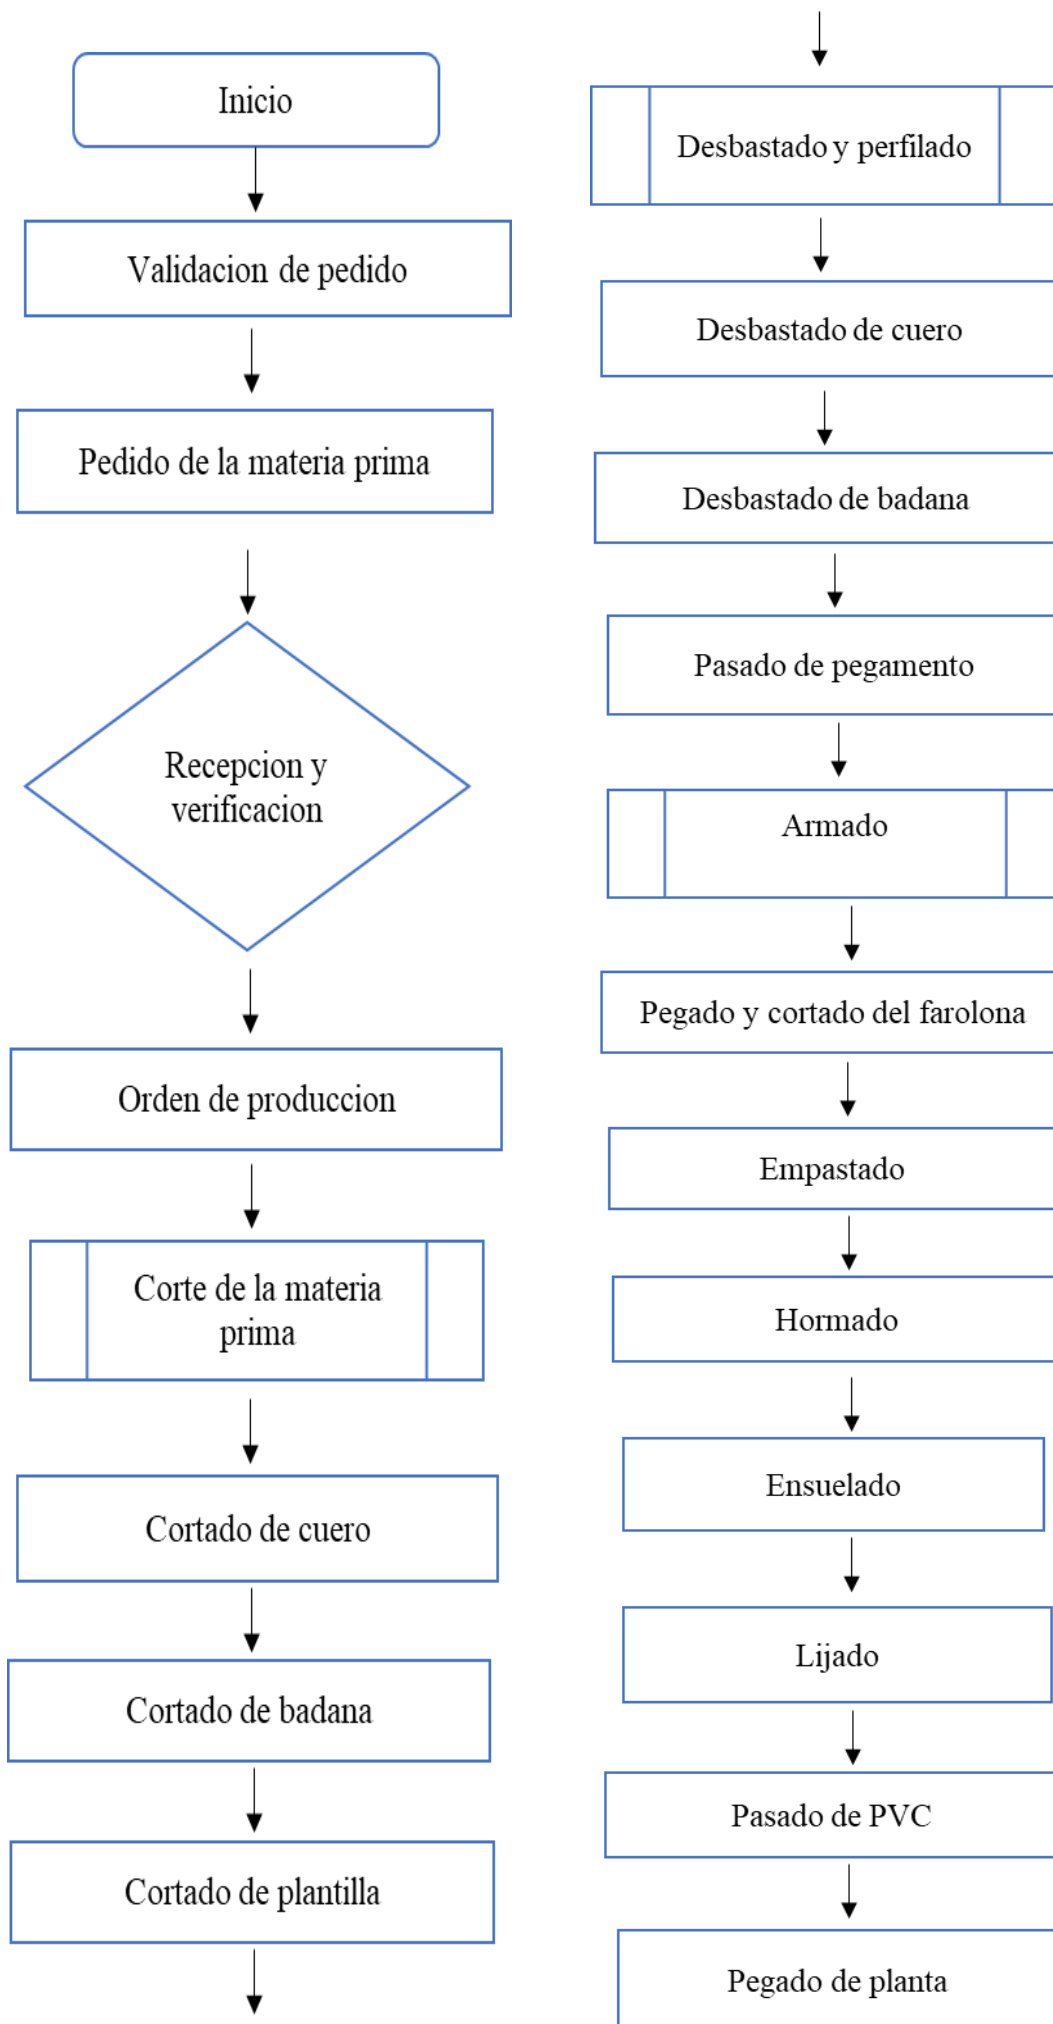 Inicio
Validacion de pedido
Pedido de la materia prima
Recepcion y
verificacion
Orden de produccion
Corte de la materia
prima
Cortado de cuero
Cortado de badana
Cortado de plantilla
Desbastado y perfilado
Desbastado de cuero
Desbastado de badana
Pasado de pegamento
Armado
Pegado y cortado del farolona
Empastado
Hormado
Ensuelado
Lijado
Pasado de PVC
Pegado de planta